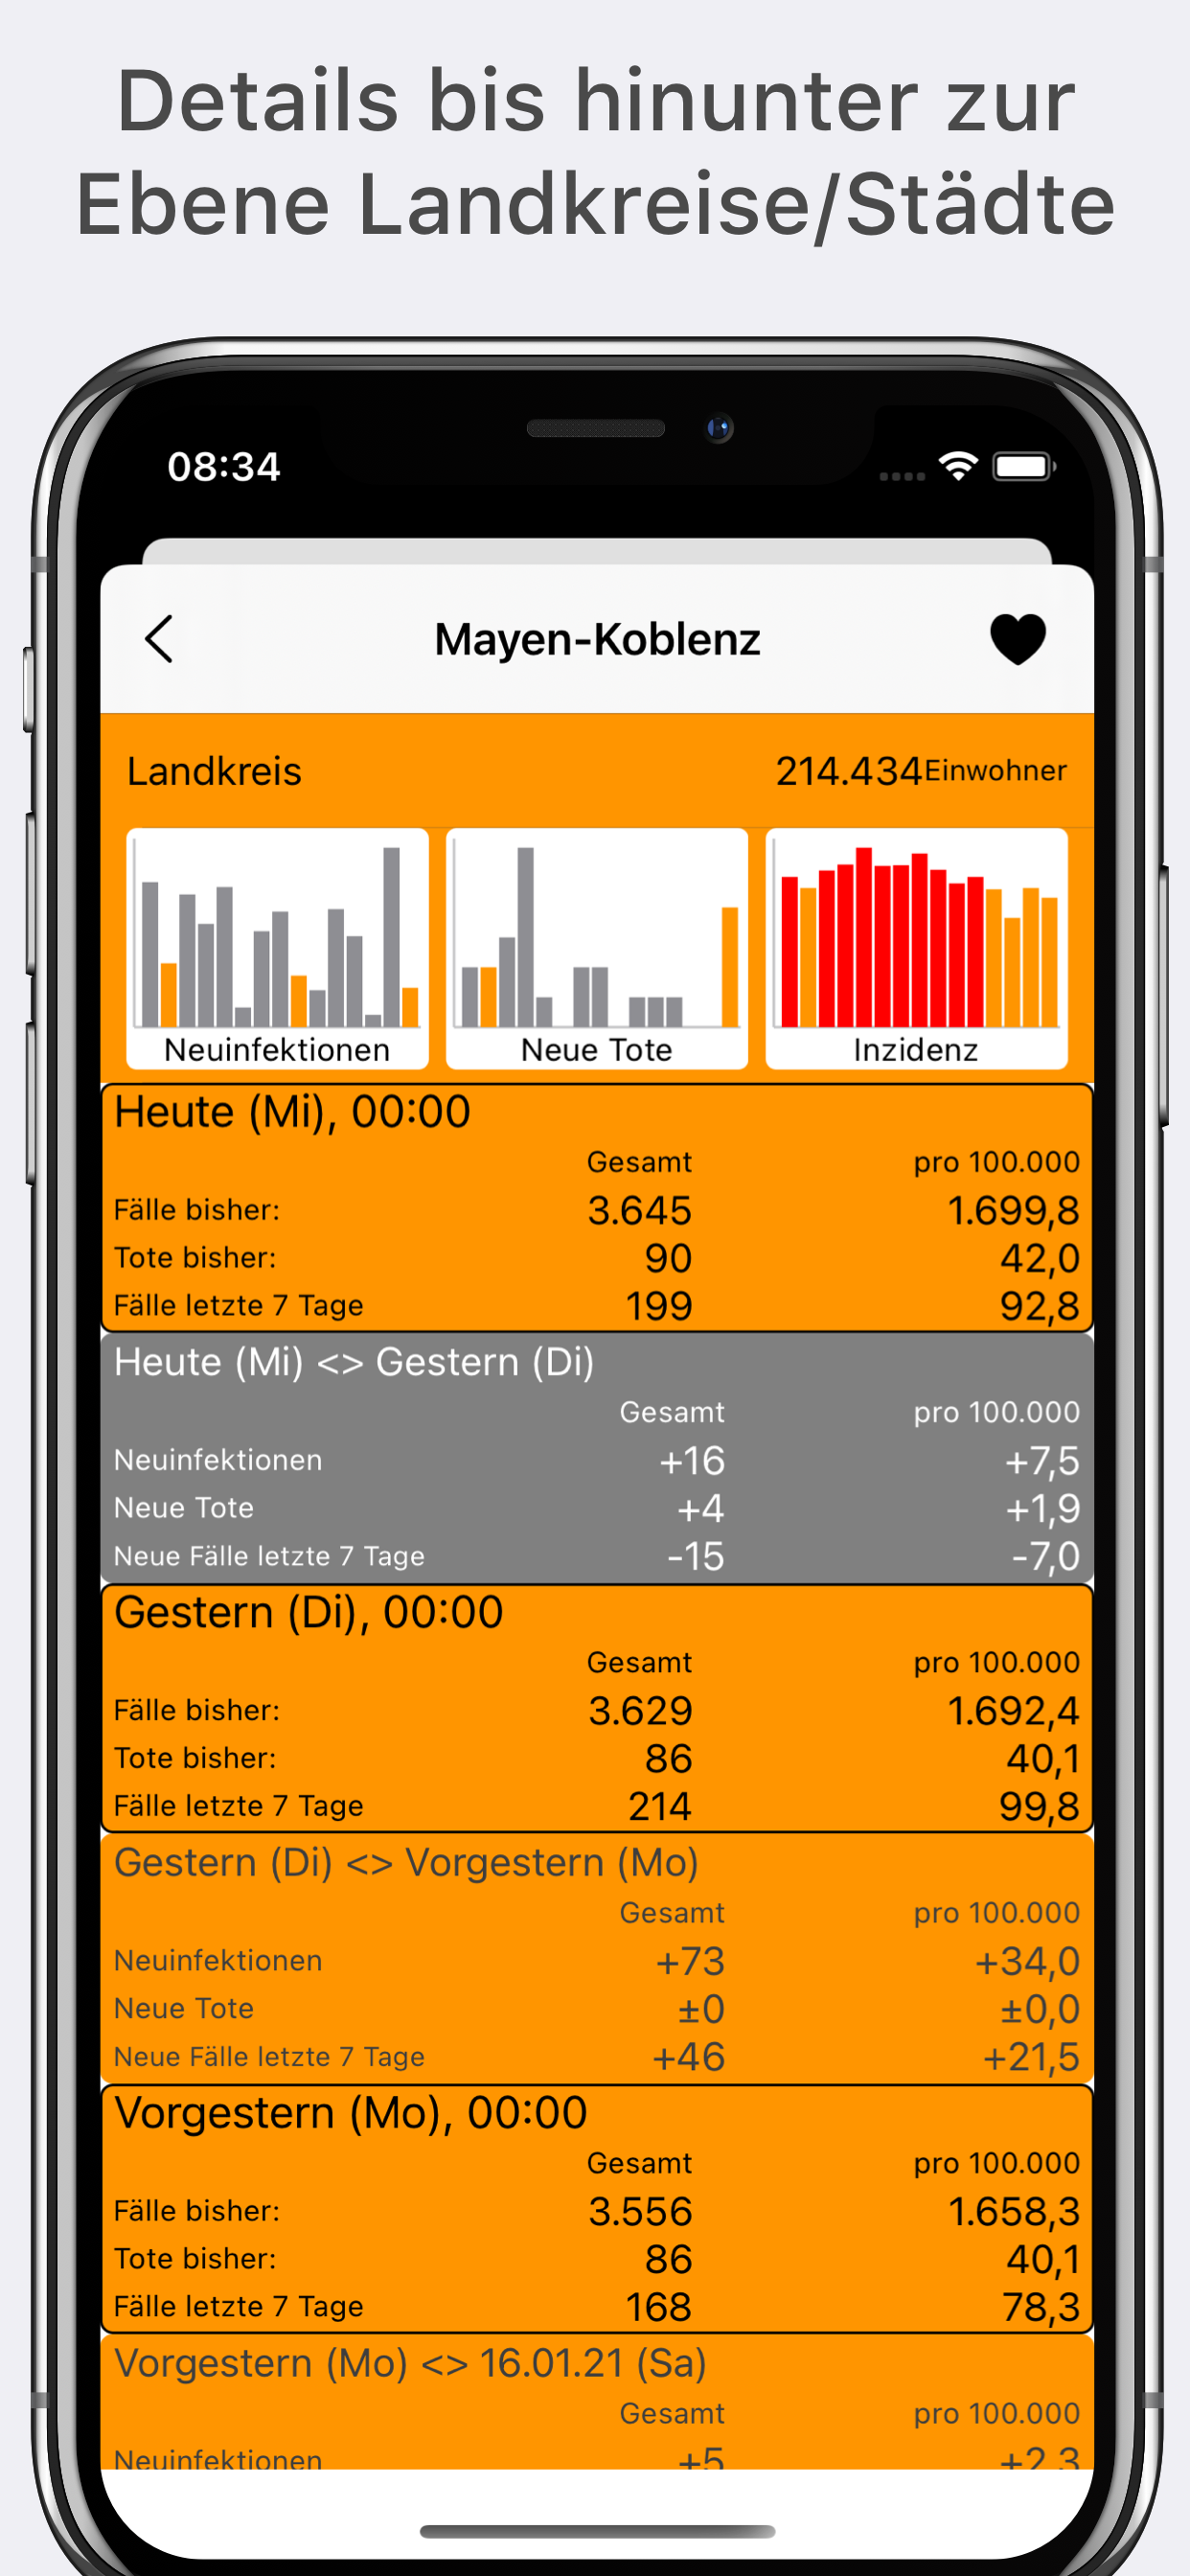 Details bis hinunter zur
Ebene Landkreise/Städte
08:34
Mayen-Koblenz
Landkreis 214.434 Einwohner
Neuinfektionen Neue Tote Inzidenz
Heute (Mi), 00:00
Gesamt pro 100.000
Fälle bisher: 3.645 1.699,8
Tote bisher: 90 42,0
Fälle letzte 7 Tage 199 92,8
Heute (Mi) <> Gestern (Di)
Gesamt pro 100.000
Neuinfektionen +16 +7,5
Neue Tote +4 +1,9
Neue Fälle letzte 7 Tage -15 -7,0
Gestern (Di), 00:00
Gesamt pro 100.000
Fälle bisher: 3.629 1.692,4
Tote bisher: 86 40,1
Fälle letzte 7 Tage 214 99,8
Gestern (Di) <> Vorgestern (Mo)
Gesamt pro 100.000
Neuinfektionen +73 +34,0
Neue Tote ±0 ±0,0
Neue Fälle letzte 7 Tage +46 +21,5
Vorgestern (Mo), 00:00
Gesamt pro 100.000
Fälle bisher: 3.556 1.658,3
Tote bisher: 86 40,1
Fälle letzte 7 Tage 168 78,3
Vorgestern (Mo) <> 16.01.21 (Sa)
Gesamt pro 100.000
Neuinfektionen +5 +2,3